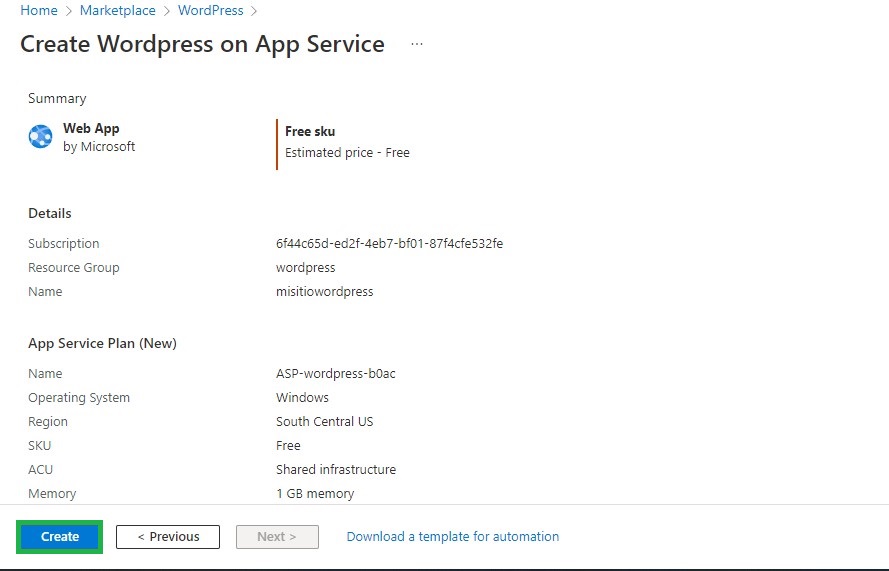 Home > Marketplace > WordPress >
Create Wordpress on App Service ...
Summary
Web App
by Microsoft
Free sku
Estimated price - Free
Details
Subscription 6f44c65d-ed2f-4eb7-bf01-87f4cfe532fe
Resource Group wordpress
Name misitiowordpress
App Service Plan (New)
Name ASP-wordpress-b0ac
Operating System Windows
Region South Central US
SKU Free
ACU Shared infrastructure
Memory 1 GB memory
Create < Previous Next > Download a template for automation